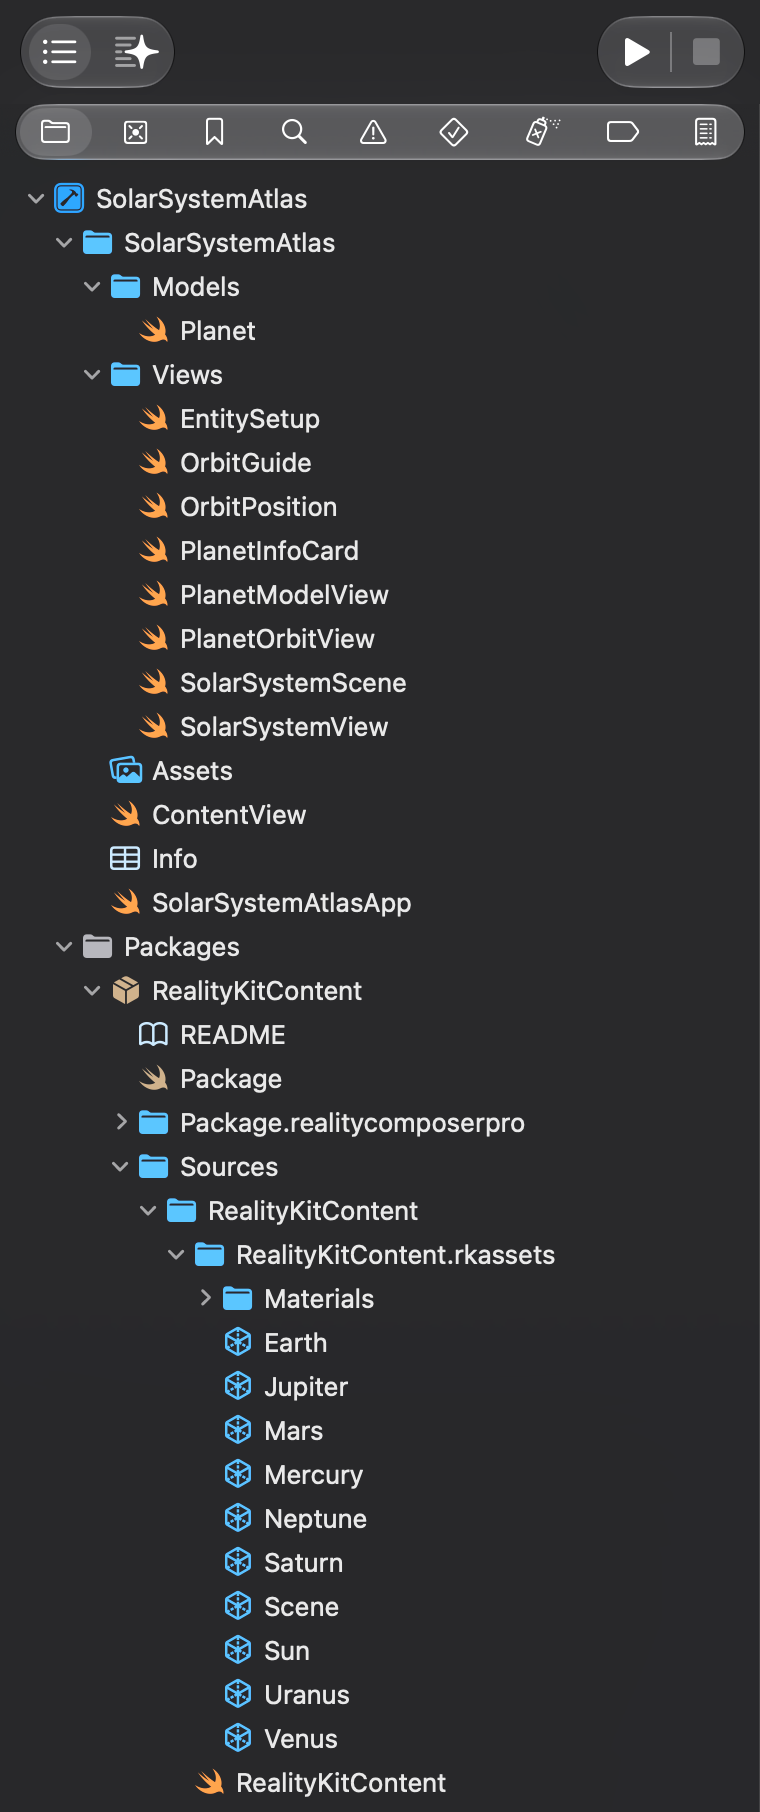 SolarSystemAtlas
SolarSystemAtlas
Models
Planet
Views
EntitySetup
OrbitGuide
OrbitPosition
PlanetInfoCard
PlanetModelView
PlanetOrbitView
SolarSystemScene
SolarSystemView
Assets
ContentView
Info
SolarSystemAtlasApp
Packages
RealityKitContent
README
Package
Package.realitycomposerpro
Sources
RealityKitContent
RealityKitContent.rkassets
Materials
Earth
Jupiter
Mars
Mercury
Neptune
Saturn
Scene
Sun
Uranus
Venus
RealityKitContent